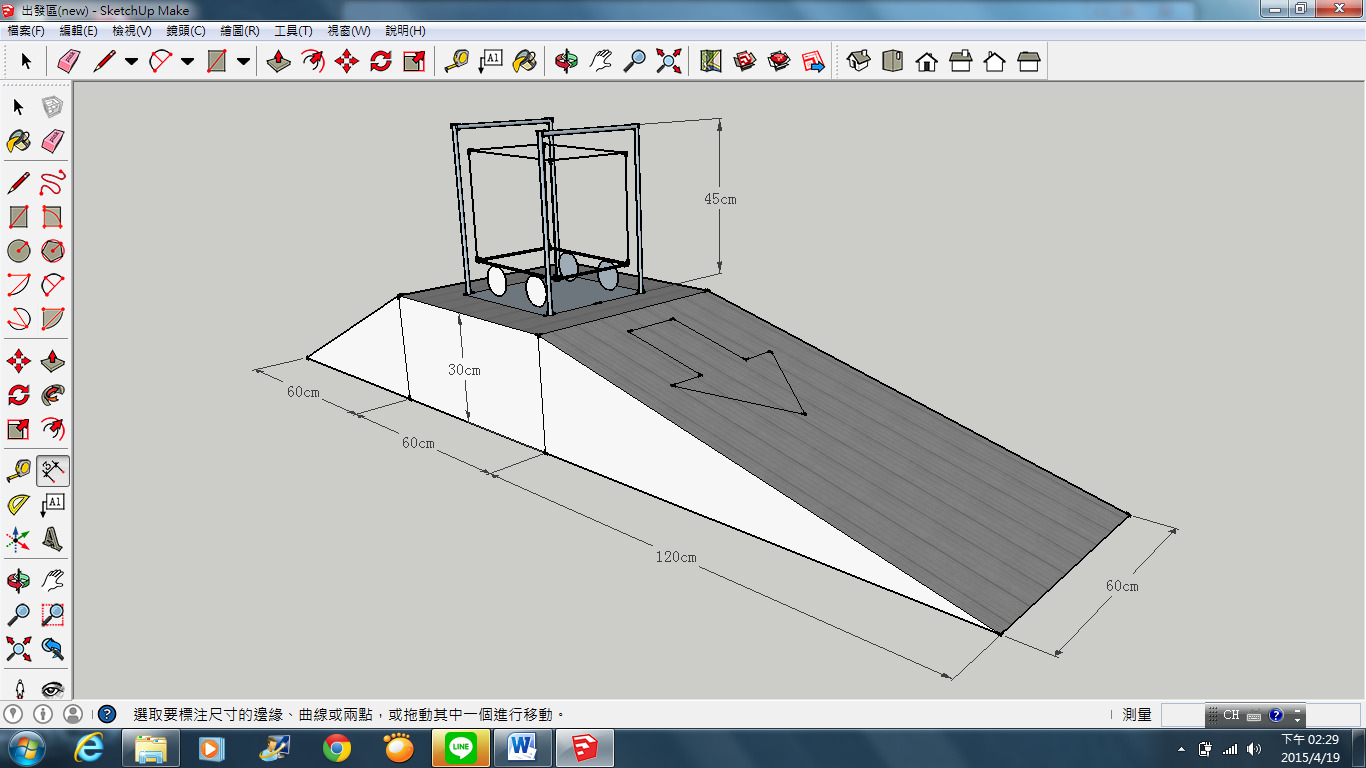 出發區(new) - SketchUp Make
檔案(F) 編輯(E) 檢視(V) 鏡頭(C) 繪圖(R) 工具(T) 視窗(W) 說明(H)
A1
A1
45cm
30cm
60cm
60cm
120cm
60cm
選取要標注尺寸的邊緣、曲線或兩點，或拖動其中一個進行移動。
測量
CH
LINE
下午 02:29
2015/4/19